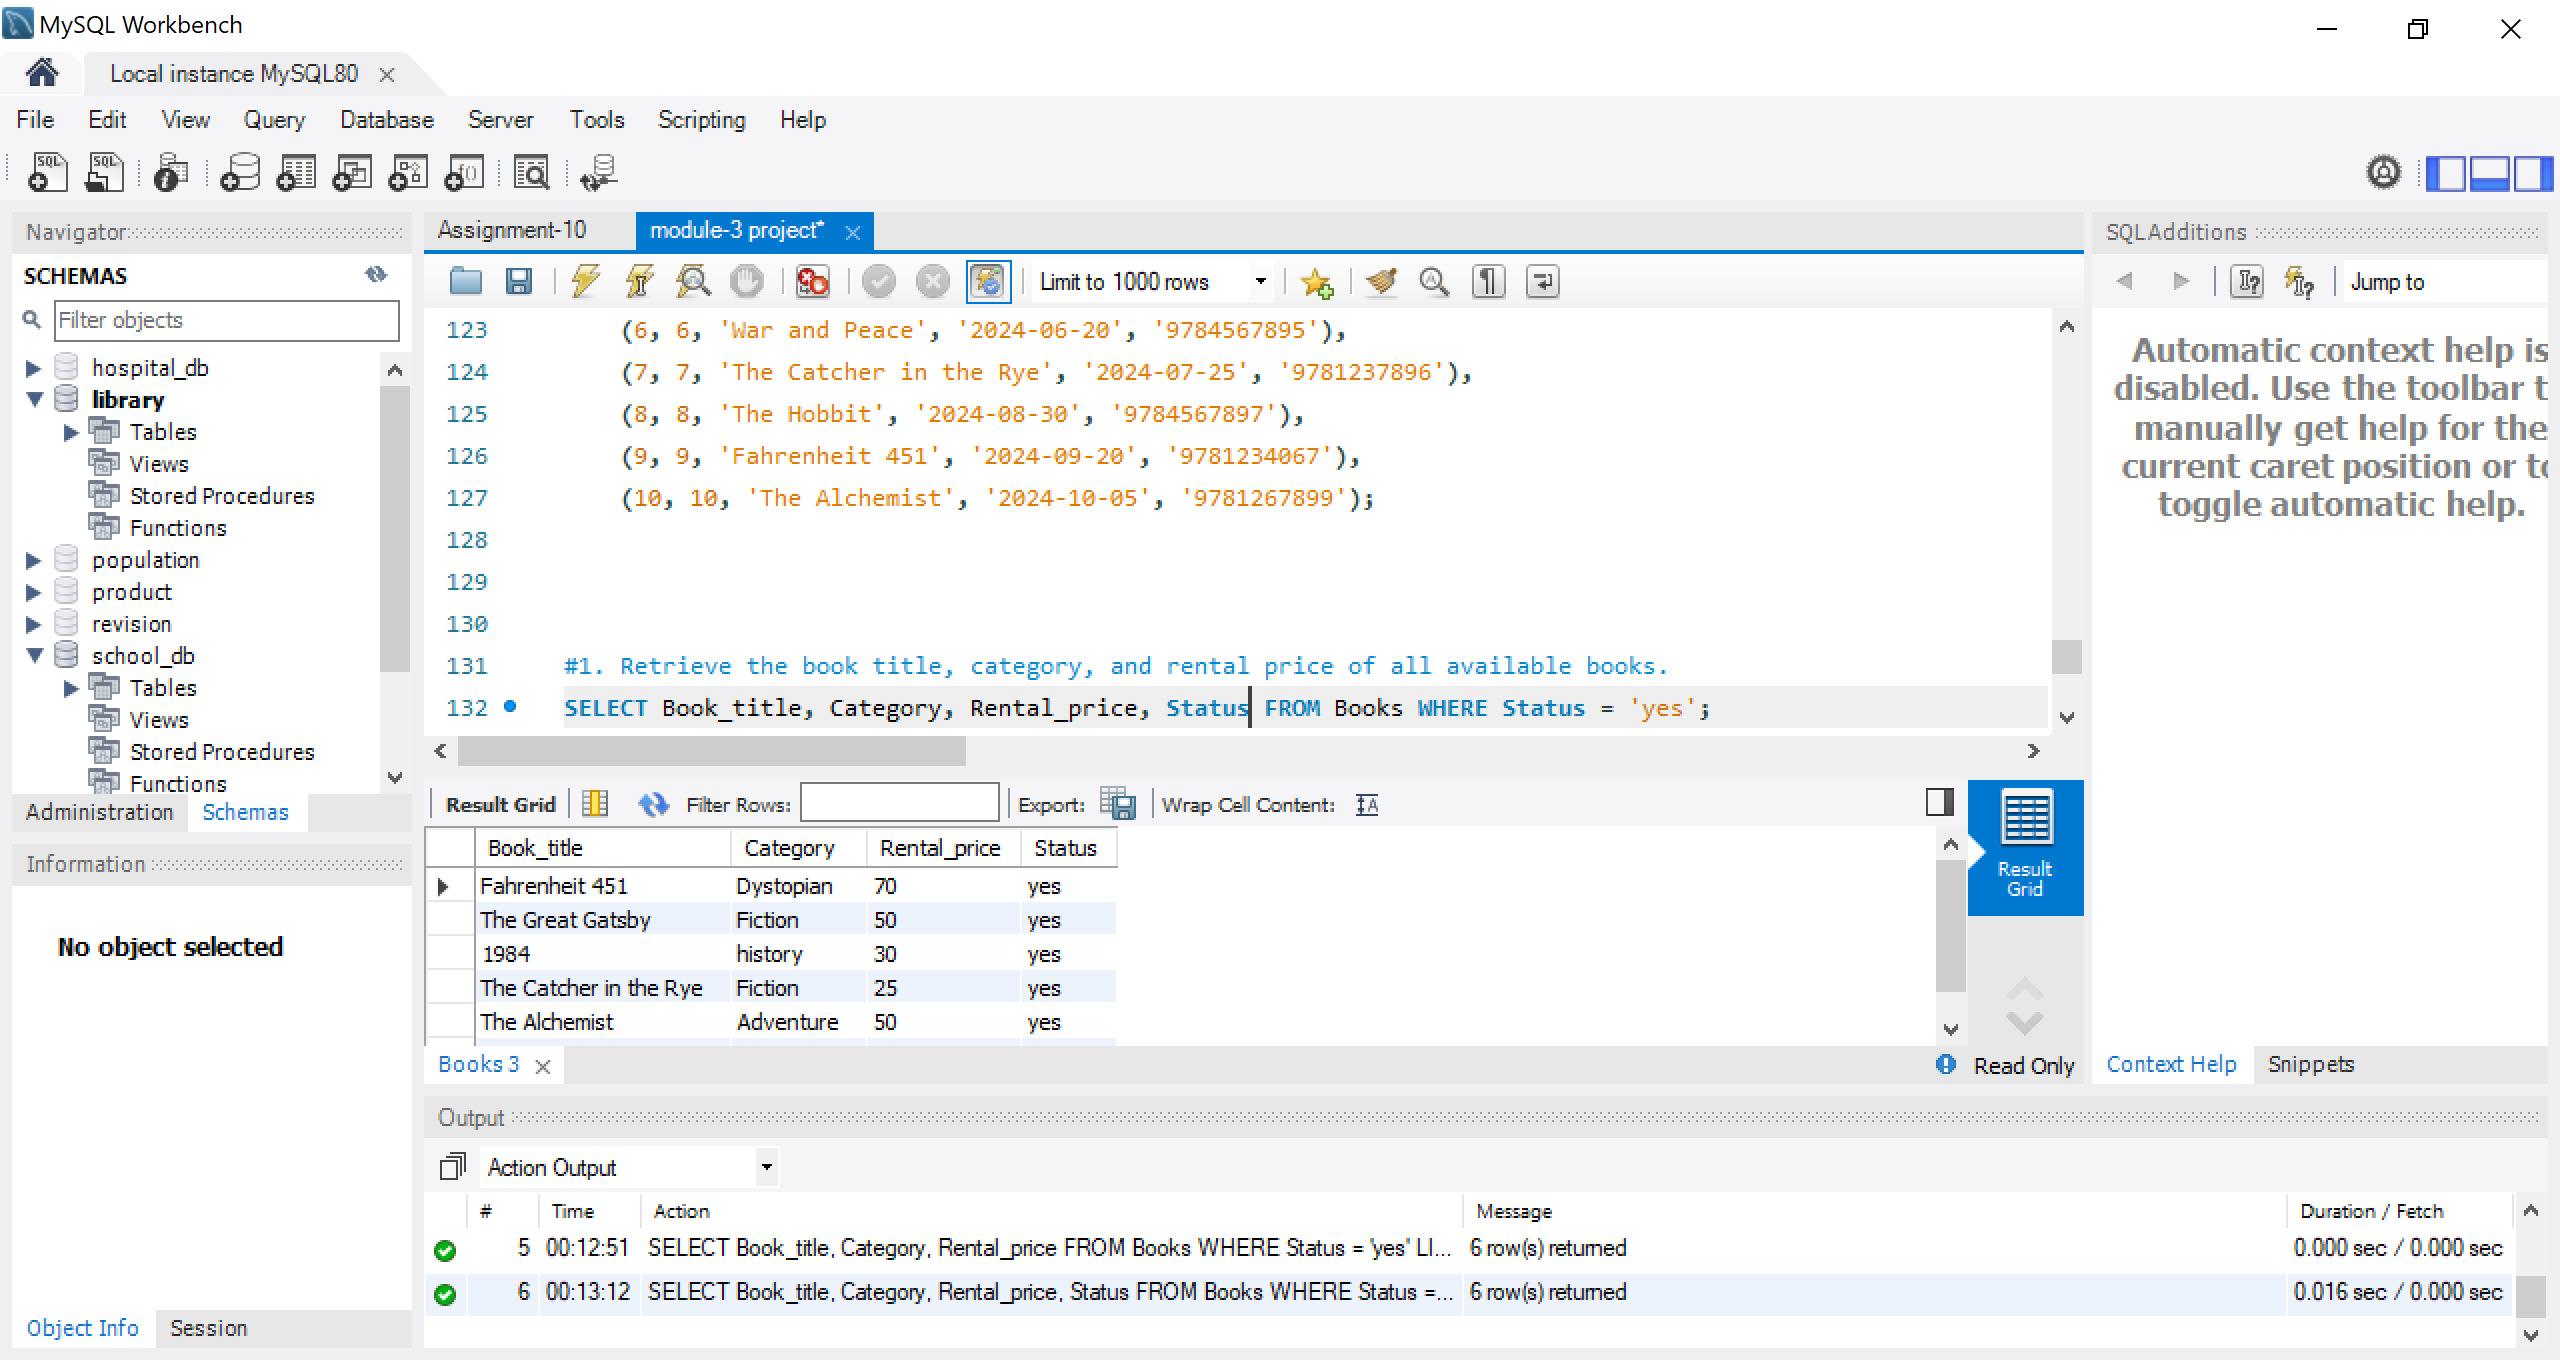 MySQL Workbench
Local instance MySQL80
File Edit View Query Database Server Tools Scripting Help
Navigator
SCHEMAS
Filter objects
hospital_db
library
Tables
Views
Stored Procedures
Functions
population
product
revision
school_db
Tables
Views
Stored Procedures
Functions
Administration Schemas
Information
No object selected
Object Info Session
Assignment-10 module-3 project*
Limit to 1000 rows
123 (6, 6, 'War and Peace', '2024-06-20', '9784567895'),
124 (7, 7, 'The Catcher in the Rye', '2024-07-25', '9781237896'),
125 (8, 8, 'The Hobbit', '2024-08-30', '9784567897'),
126 (9, 9, 'Fahrenheit 451', '2024-09-20', '9781234067'),
127 (10, 10, 'The Alchemist', '2024-10-05', '9781267899');
128
129
130
131 #1. Retrieve the book title, category, and rental price of all available books.
132 SELECT Book_title, Category, Rental_price, Status FROM Books WHERE Status = 'yes';
Result Grid Filter Rows: Export: Wrap Cell Content:
Book_title Category Rental_price Status
Fahrenheit 451 Dystopian 70 yes
The Great Gatsby Fiction 50 yes
1984 history 30 yes
The Catcher in the Rye Fiction 25 yes
The Alchemist Adventure 50 yes
Result
Grid
Books 3 Read Only
SQLAdditions
Jump to
Automatic context help is
disabled. Use the toolbar t
manually get help for the
current caret position or to
toggle automatic help.
Context Help Snippets
Output
Action Output
# Time Action Message Duration / Fetch
5 00:12:51 SELECT Book_title, Category, Rental_price FROM Books WHERE Status = 'yes' LI... 6 row(s) returned 0.000 sec / 0.000 sec
6 00:13:12 SELECT Book_title, Category, Rental_price, Status FROM Books WHERE Status =... 6 row(s) returned 0.016 sec / 0.000 sec